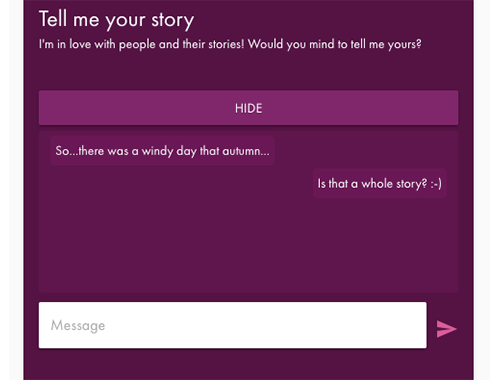 Tell me your story
I'm in love with people and their stories! Would you mind to tell me yours?
HIDE
So...there was a windy day that autumn...
Is that a whole story? :-)
Message